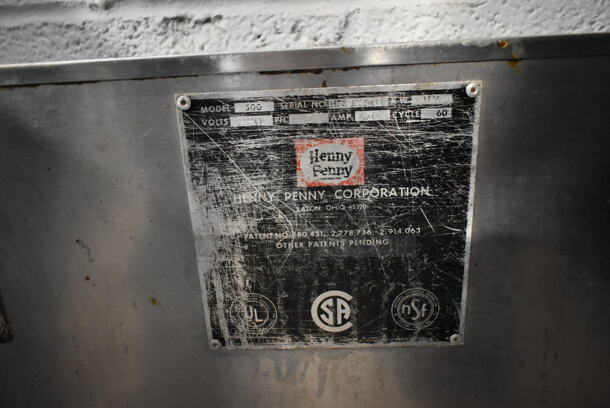 MODEL 500 SERIAL NO.
VOLTS PH. AMP. CYCLE 60
Henny
Penny
HENNY PENNY CORPORATION
EATON, OHIO 45320
PATENT NO. 2,778,736 - 2,914,063
OTHER PATENTS PENDING
UL
CSA
nsf